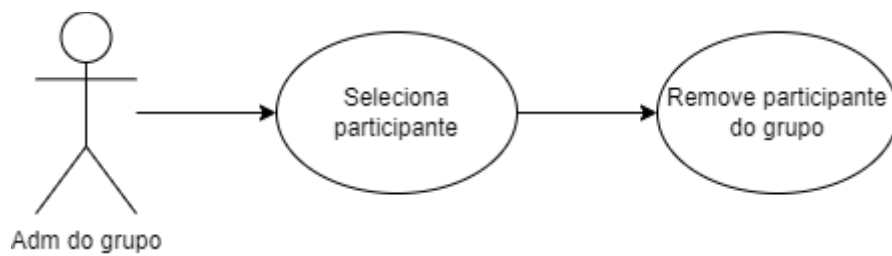 Seleciona
participante
Remove participante
do grupo
Adm do grupo